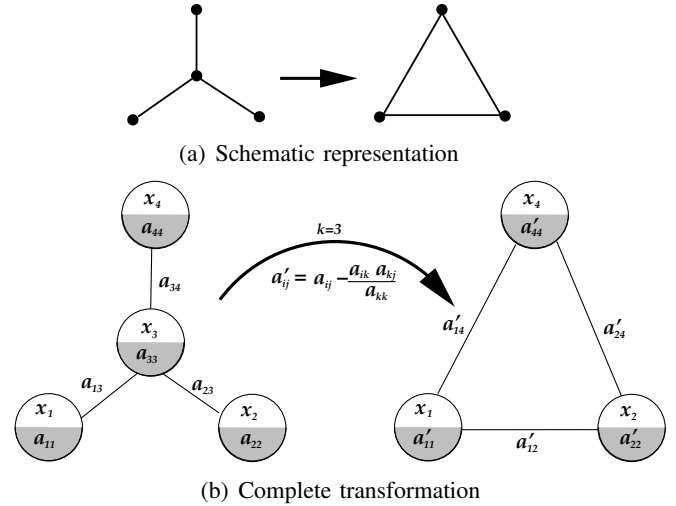 (a) Schematic representation
x₄
a₄₄
a₃₄
x₃
a₃₃
a₁₃
a₂₃
x₁
a₁₁
x₂
a₂₂
k=3
a′ᵢⱼ = aᵢⱼ − aᵢₖ aₖⱼ / aₖₖ
x₄
a′₄₄
a′₁₄
a′₂₄
x₁
a′₁₁
a′₁₂
x₂
a′₂₂
(b) Complete transformation